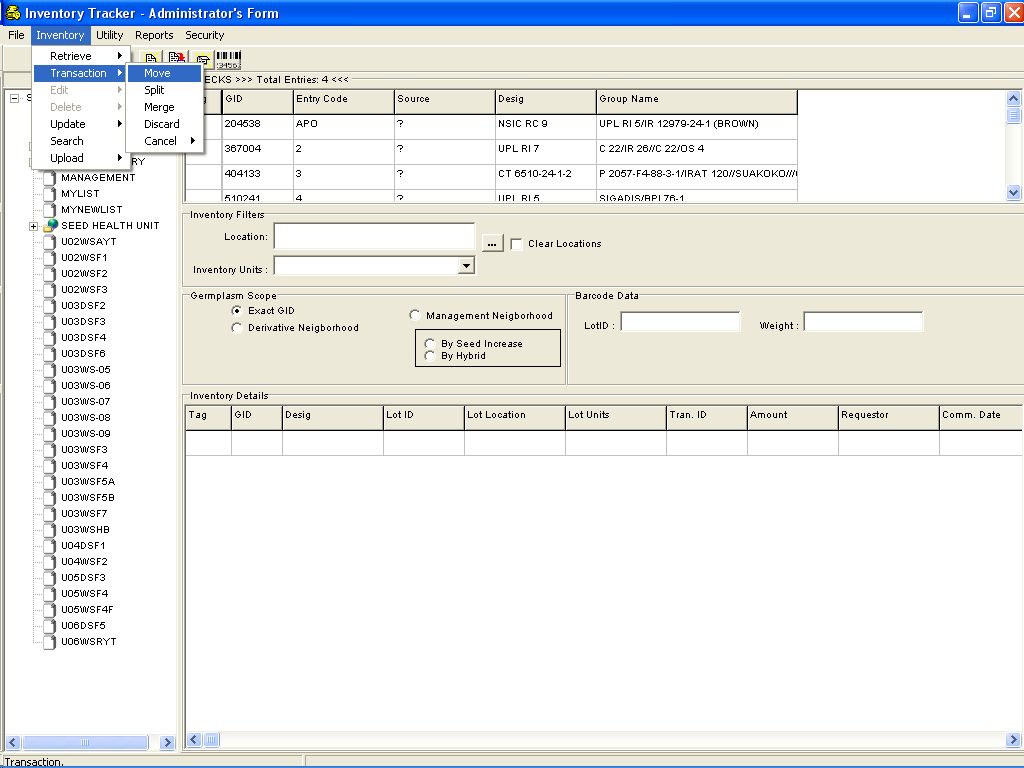 Inventory Tracker - Administrator's Form
File Inventory Utility Reports Security
Retrieve
Transaction
Edit
Delete
Update
Search
Upload
Move
Split
Merge
Discard
Cancel
ECKS >>> Total Entries: 4 <<<
GID Entry Code Source Desig Group Name
204538 APO ? NSIC RC 9 UPL RI 5/IR 12979-24-1 (BROWN)
367004 2 ? UPL RI 7 C 22/IR 26//C 22/OS 4
404133 3 ? CT 6510-24-1-2 P 2057-F4-88-3-1/IRAT 120//SUAKOKO///
510241 4 ? UPL RI 5 SIGADIS/BPI 76-1
MANAGEMENT
MYLIST
MYNEWLIST
SEED HEALTH UNIT
U02WSAYT
U02WSF1
U02WSF2
U02WSF3
U03DSF2
U03DSF3
U03DSF4
U03DSF6
U03WS-05
U03WS-06
U03WS-07
U03WS-08
U03WS-09
U03WSF3
U03WSF4
U03WSF5A
U03WSF5B
U03WSF7
U03WSHB
U04DSF1
U04WSF2
U05DSF3
U05WSF4
U05WSF4F
U06DSF5
U06WSRYT
Inventory Filters
Location: ... Clear Locations
Inventory Units :
Germplasm Scope
Exact GID
Derivative Neigborhood
Management Neigborhood
By Seed Increase
By Hybrid
Barcode Data
LotID : Weight :
Inventory Details
Tag GID Desig Lot ID Lot Location Lot Units Tran. ID Amount Requestor Comm. Date
Transaction.